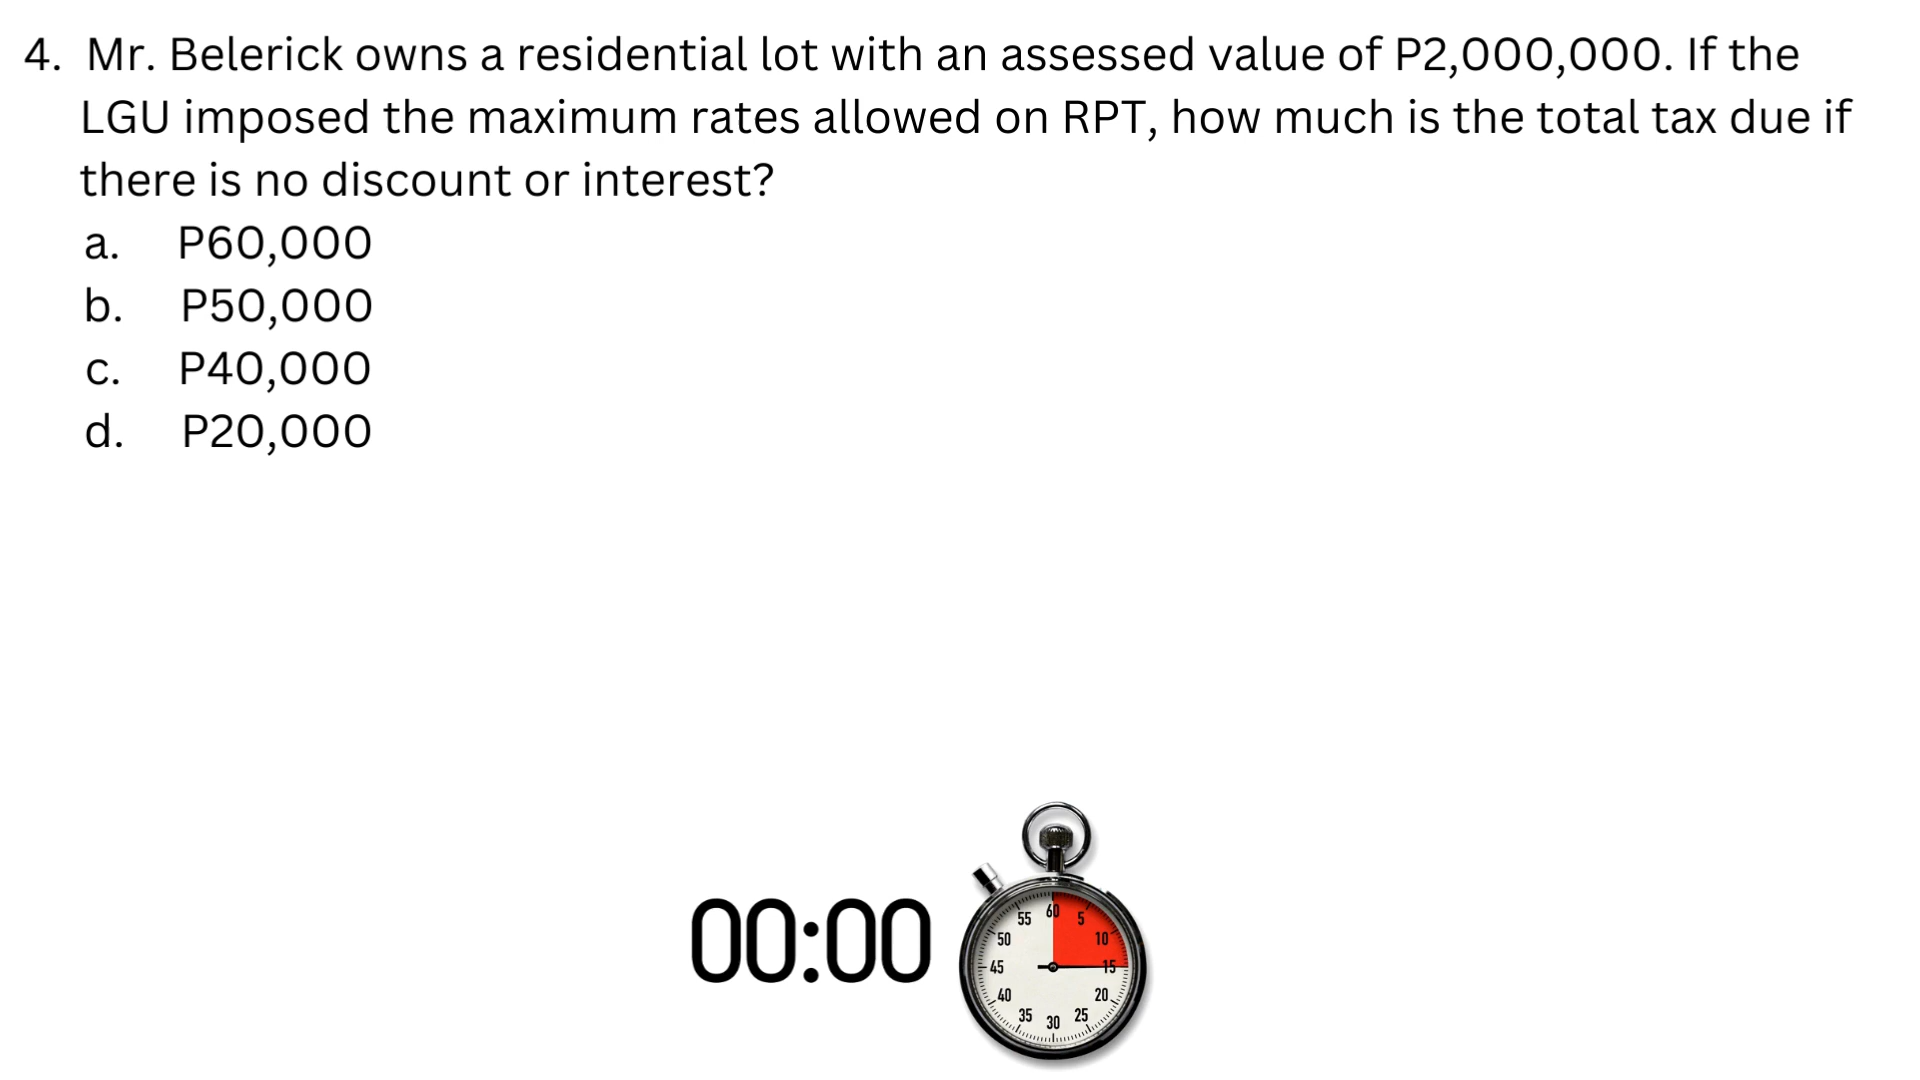 4. Mr. Belerick owns a residential lot with an assessed value of P2,000,000. If the
LGU imposed the maximum rates allowed on RPT, how much is the total tax due if
there is no discount or interest?
a. P60,000
b. P50,000
c. P40,000
d. P20,000
00:00
60
55 5
50 10
45 15
40 20
35 30 25